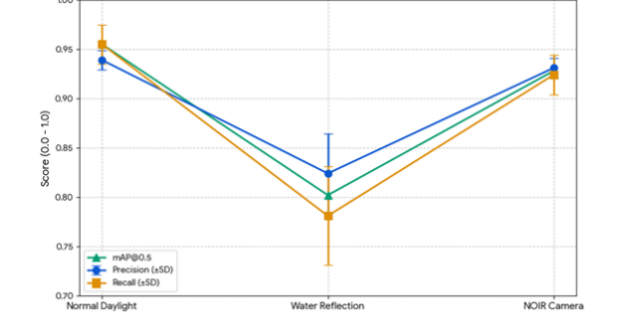 1.00
0.95
0.90
0.85
0.80
0.75
0.70
Score (0.0 - 1.0)
mAP@0.5
Precision (±SD)
Recall (±SD)
Normal Daylight
Water Reflection
NOIR Camera